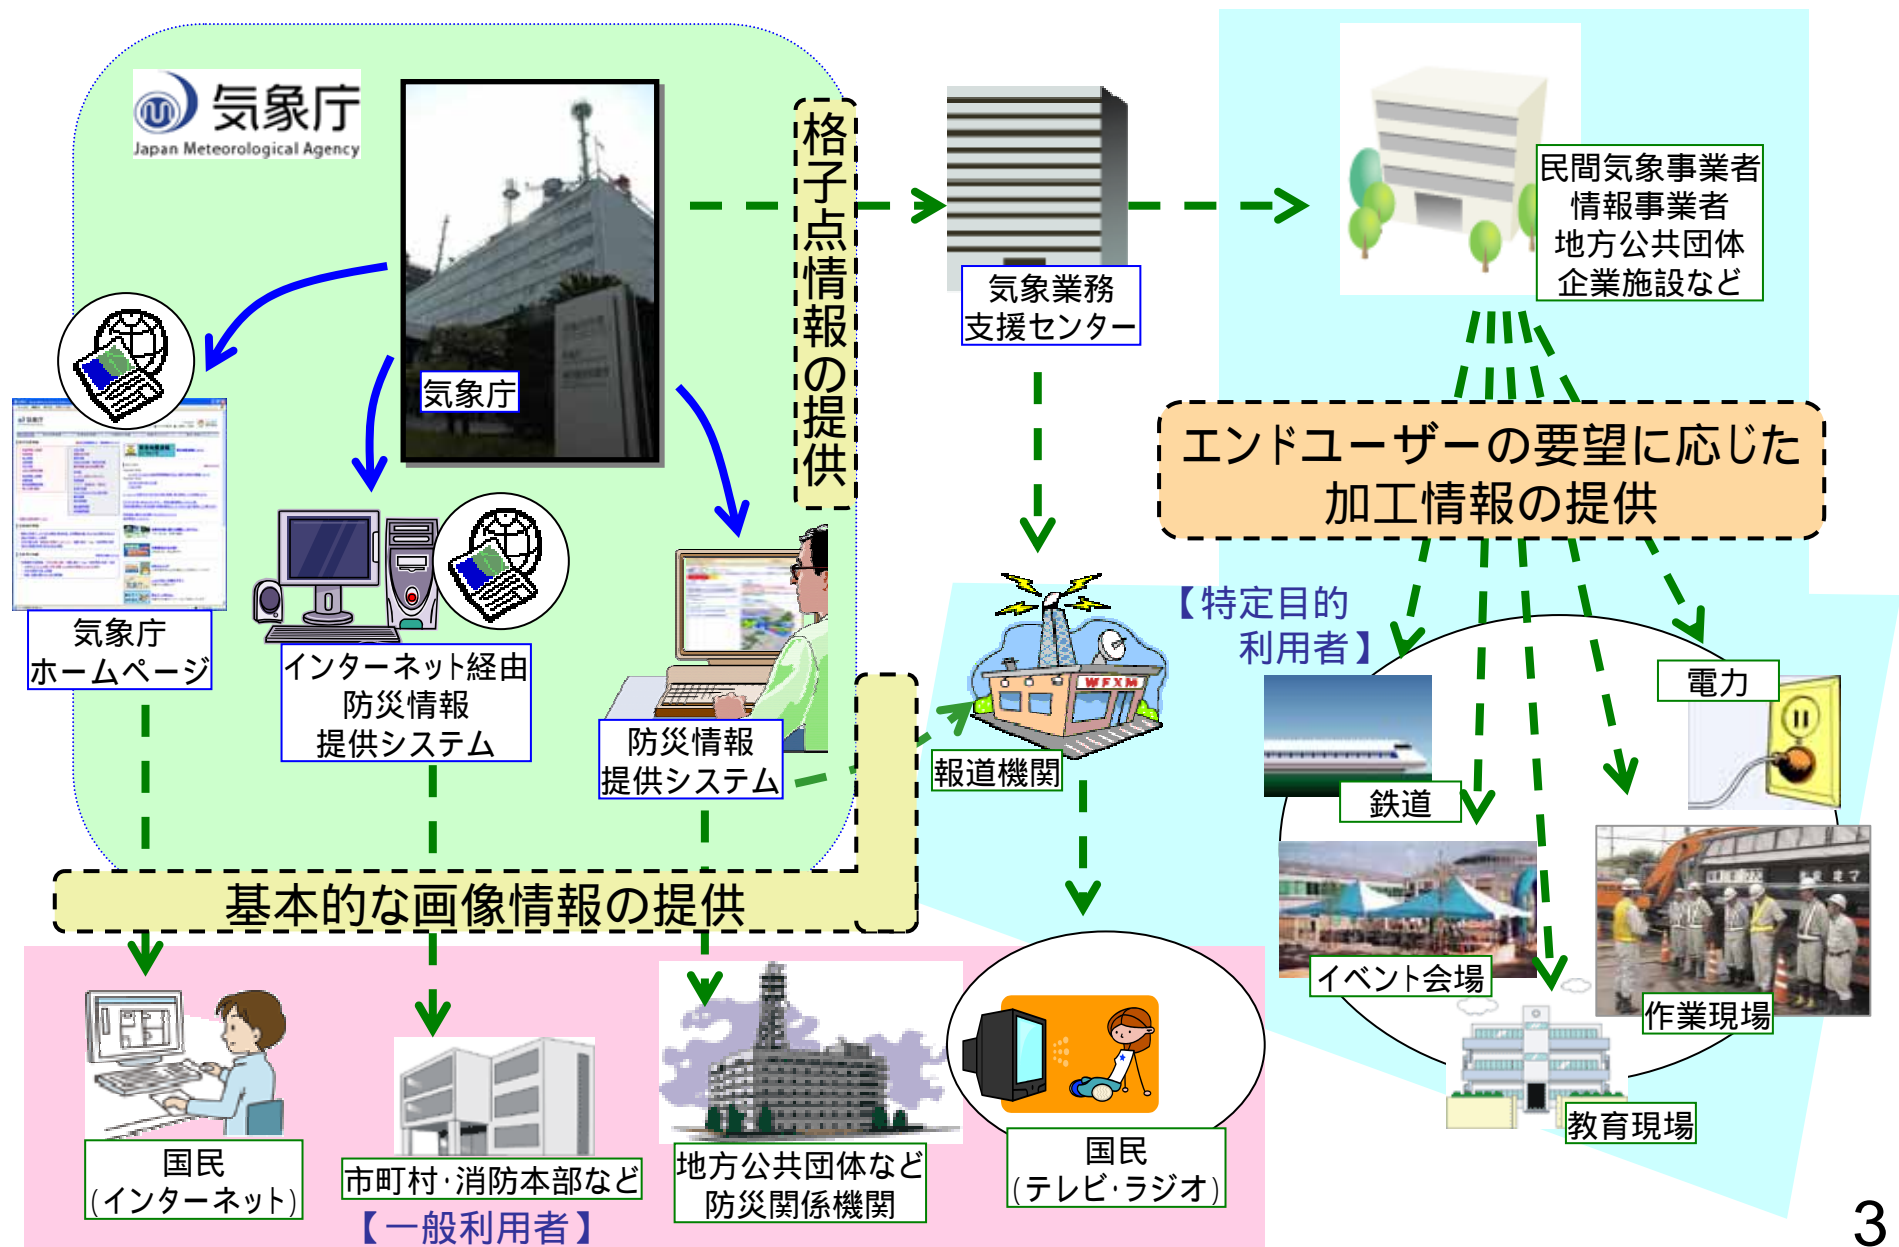 気象庁
Japan Meteorological Agency
気象庁
格子点情報の提供
気象業務
支援センター
民間気象事業者
情報事業者
地方公共団体
企業施設など
エンドユーザーの要望に応じた
加工情報の提供
気象庁
ホームページ
インターネット経由
防災情報
提供システム
防災情報
提供システム
WFXM
報道機関
【特定目的
利用者】
電力
鉄道
イベント会場
作業現場
教育現場
基本的な画像情報の提供
国民
(インターネット)
市町村・消防本部など
地方公共団体など
防災関係機関
国民
(テレビ・ラジオ)
【一般利用者】
3